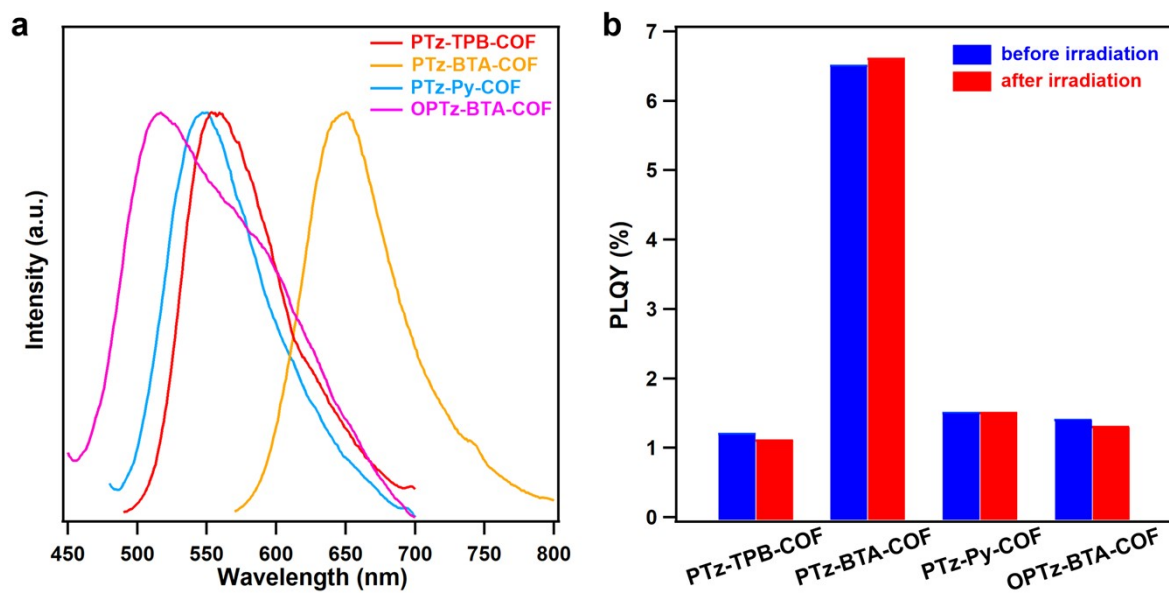 a
PTz-TPB-COF
PTz-BTA-COF
PTz-Py-COF
OPTz-BTA-COF
Intensity (a.u.)
450 500 550 600 650 700 750 800
Wavelength (nm)
b
before irradiation
after irradiation
PLQY (%)
7
6
5
4
3
2
1
0
PTz-TPB-COF
PTz-BTA-COF
PTz-Py-COF
OPTz-BTA-COF